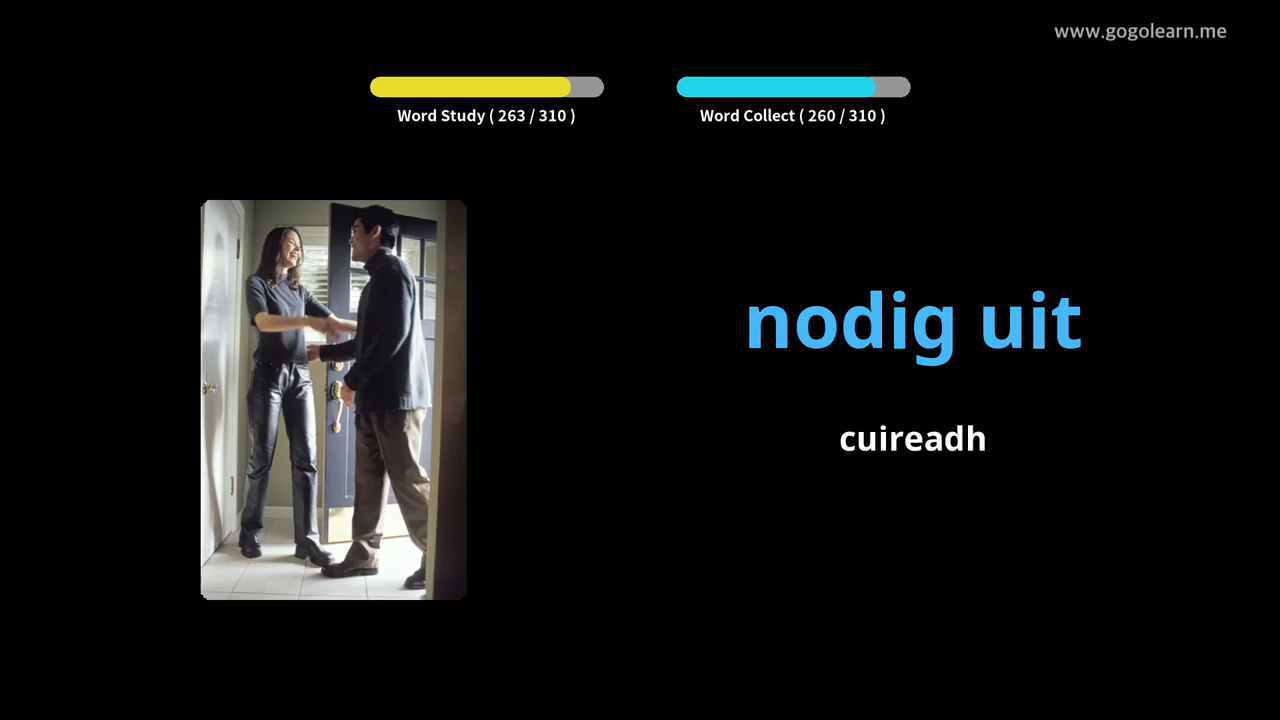 www.gogolearn.me
Word Study ( 263 / 310 )
Word Collect ( 260 / 310 )
nodig uit
cuireadh